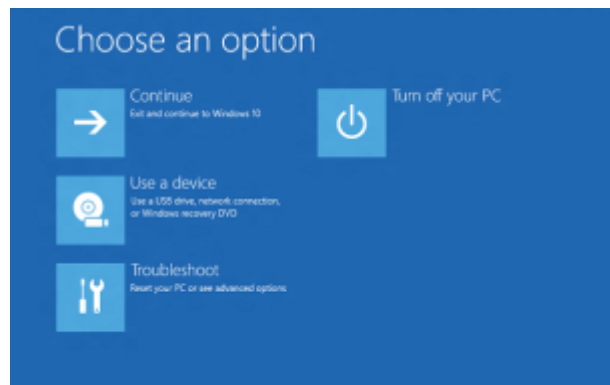 Choose an option
Continue
Exit and continue to Windows 10
Turn off your PC
Use a device
Use a USB drive, network connection,
or Windows recovery DVD
Troubleshoot
Reset your PC or see advanced options